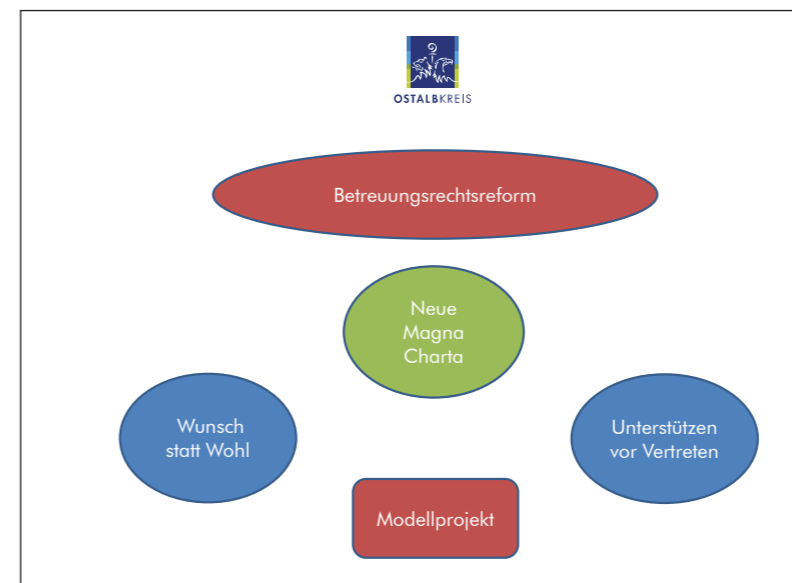 OSTALBKREIS
Betreuungsrechtsreform
Neue
Magna
Charta
Wunsch
statt Wohl
Unterstützen
vor Vertreten
Modellprojekt